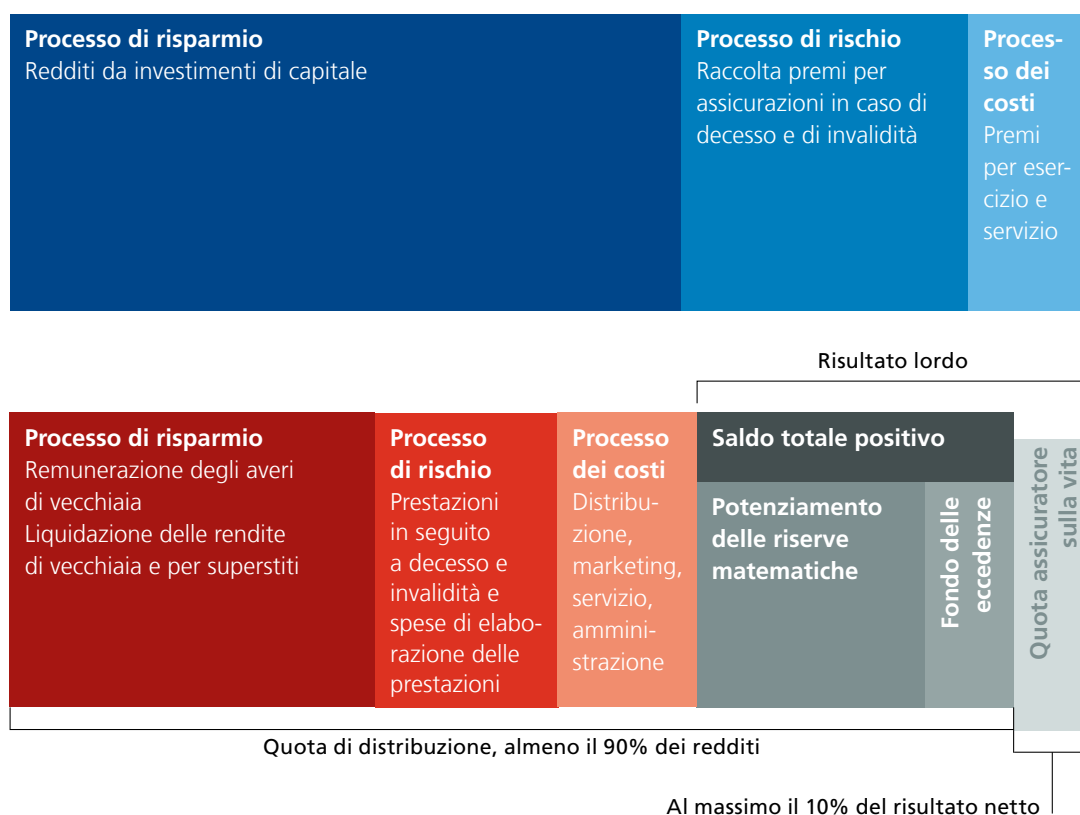 Processo di risparmio
Redditi da investimenti di capitale
Processo di rischio
Raccolta premi per
assicurazioni in caso di
decesso e di invalidità
Proces-
so dei
costi
Premi
per eser-
cizio e
servizio
Risultato lordo
Processo di risparmio
Remunerazione degli averi
di vecchiaia
Liquidazione delle rendite
di vecchiaia e per superstiti
Processo
di rischio
Prestazioni
in seguito
a decesso e
invalidità e
spese di elabo-
razione delle
prestazioni
Processo
dei costi
Distribu-
zione,
marketing,
servizio,
ammini-
strazione
Saldo totale positivo
Potenziamento
delle riserve
matematiche
Fondo delle
eccedenze
Quota assicuratore
sulla vita
Quota di distribuzione, almeno il 90% dei redditi
Al massimo il 10% del risultato netto